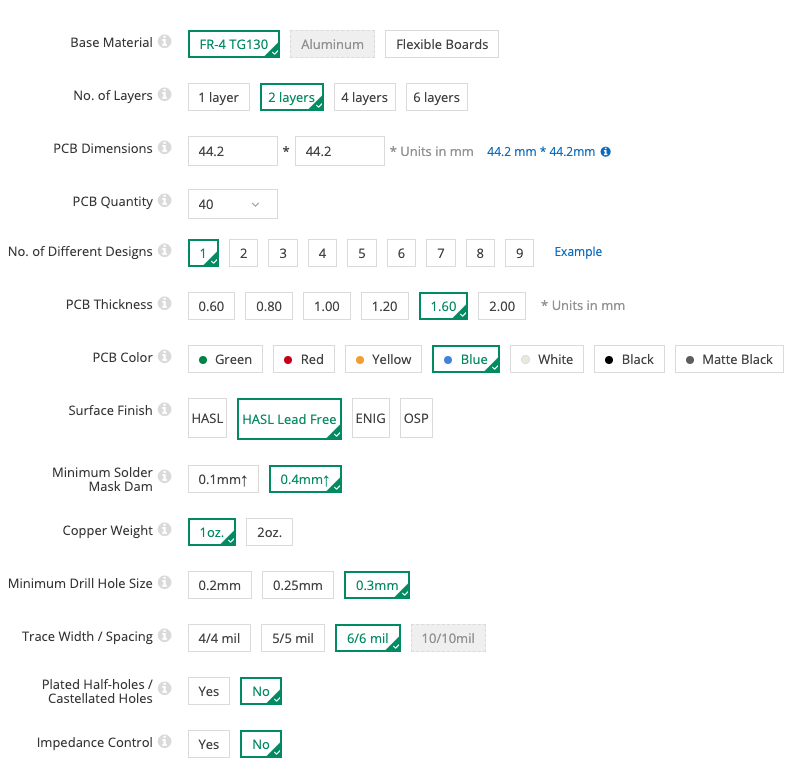 Base Material FR-4 TG130 Aluminum Flexible Boards
No. of Layers 1 layer 2 layers 4 layers 6 layers
PCB Dimensions 44.2 * 44.2 * Units in mm 44.2 mm * 44.2mm
PCB Quantity 40
No. of Different Designs 1 2 3 4 5 6 7 8 9 Example
PCB Thickness 0.60 0.80 1.00 1.20 1.60 2.00 * Units in mm
PCB Color Green Red Yellow Blue White Black Matte Black
Surface Finish HASL HASL Lead Free ENIG OSP
Minimum Solder
Mask Dam 0.1mm↑ 0.4mm↑
Copper Weight 1oz. 2oz.
Minimum Drill Hole Size 0.2mm 0.25mm 0.3mm
Trace Width / Spacing 4/4 mil 5/5 mil 6/6 mil 10/10mil
Plated Half-holes /
Castellated Holes Yes No
Impedance Control Yes No